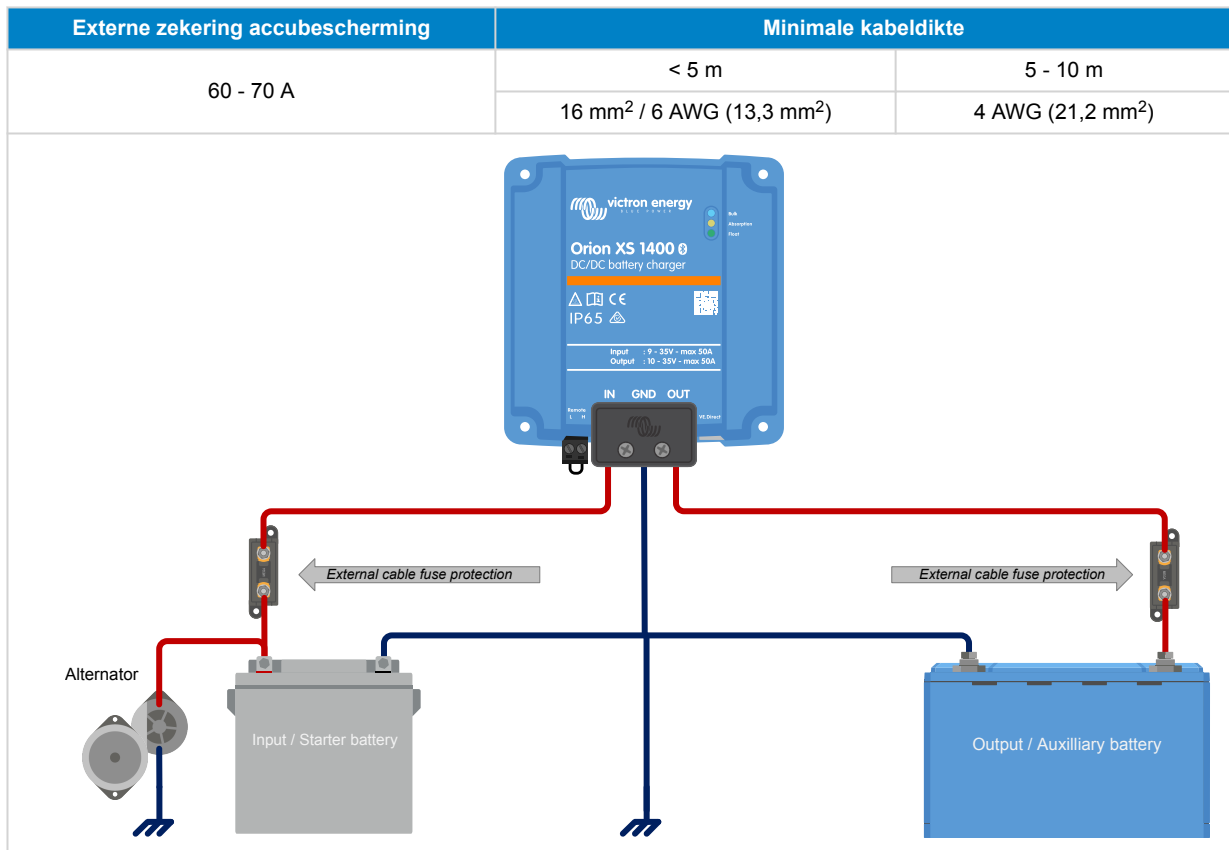 Externe zekering accubescherming
Minimale kabeldikte
60 - 70 A
< 5 m
5 - 10 m
16 mm² / 6 AWG (13,3 mm²)
4 AWG (21,2 mm²)
victron energy
BLUE POWER
Bulk
Absorption
Float
Orion XS 1400
DC/DC battery charger
CE
IP65
Input : 9 - 35V - max 50A
Output : 10 - 35V - max 50A
IN GND OUT
Remote
L H
VE.Direct
External cable fuse protection
External cable fuse protection
Alternator
Input / Starter battery
Output / Auxilliary battery